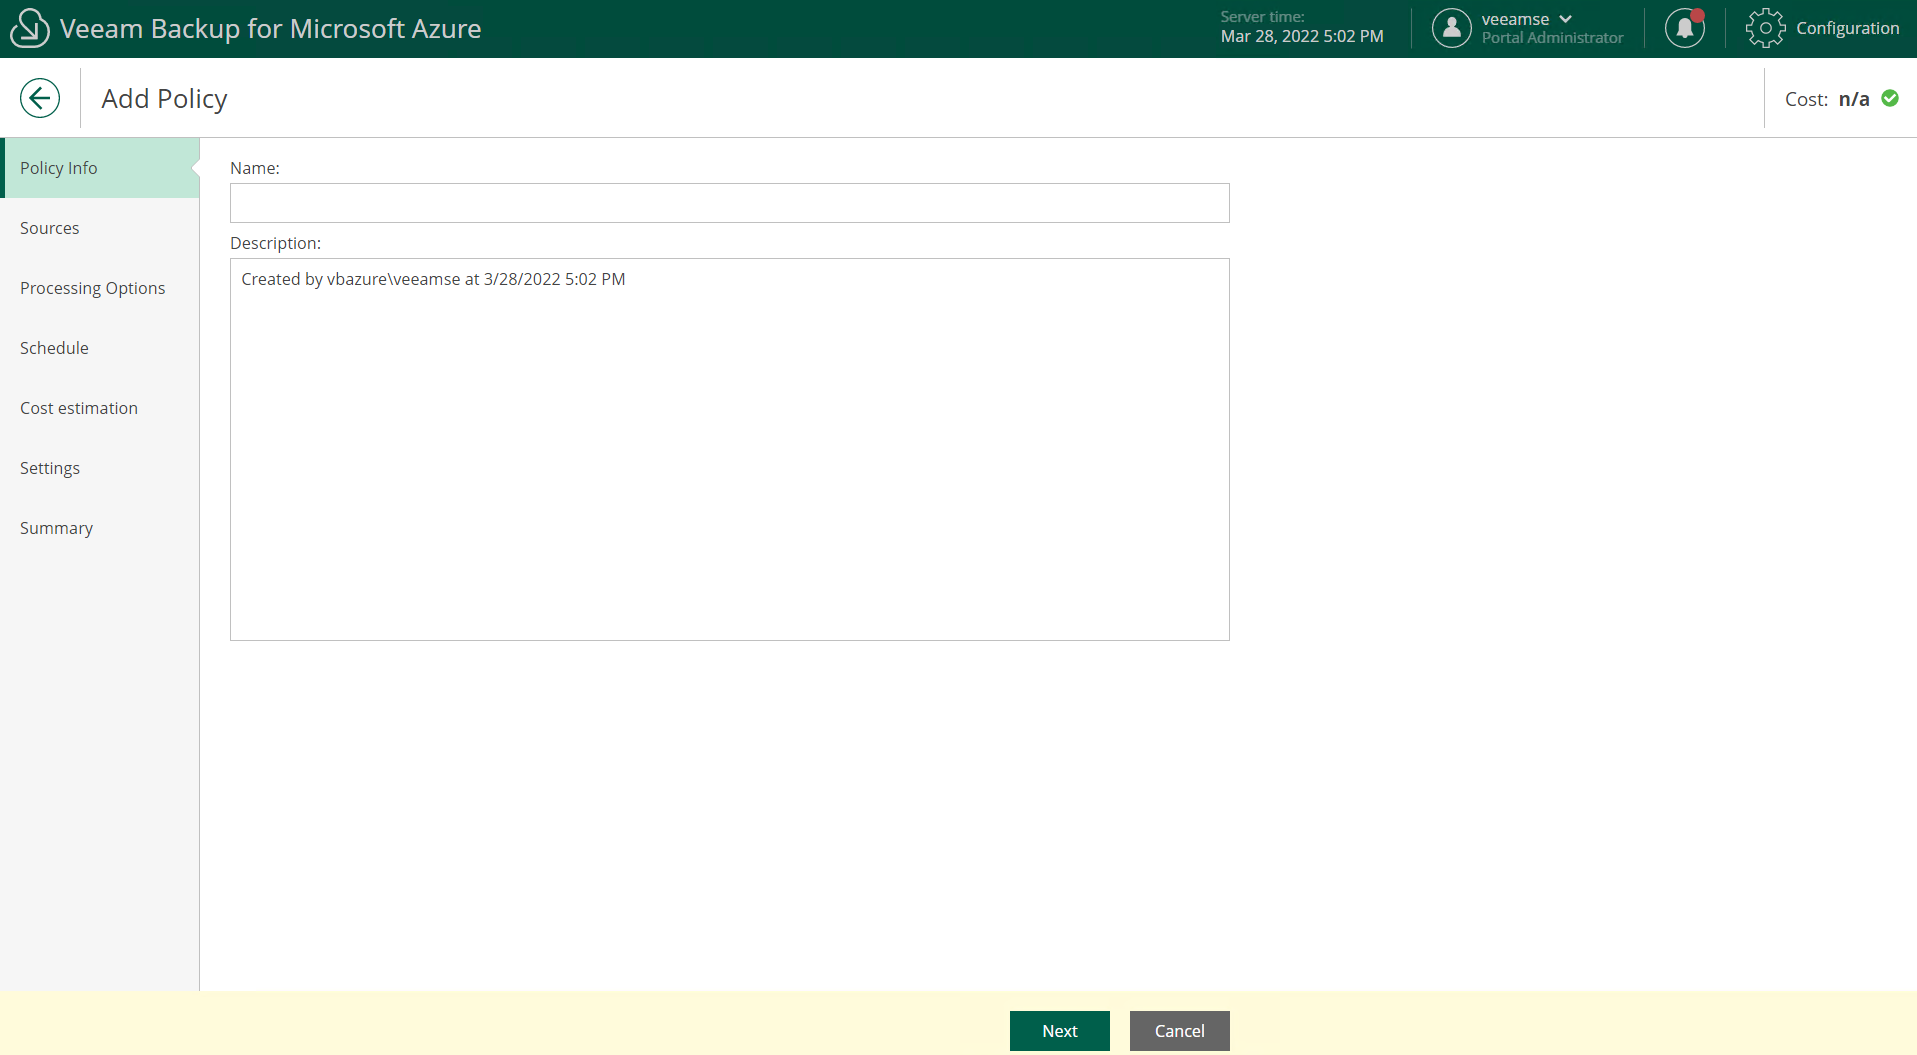 Veeam Backup for Microsoft Azure
Server time:
Mar 28, 2022 5:02 PM
veeamse
Portal Administrator
Configuration
Add Policy
Cost: n/a
Policy Info
Sources
Processing Options
Schedule
Cost estimation
Settings
Summary
Name:
Description:
Created by vbazure\veeamse at 3/28/2022 5:02 PM
Next
Cancel